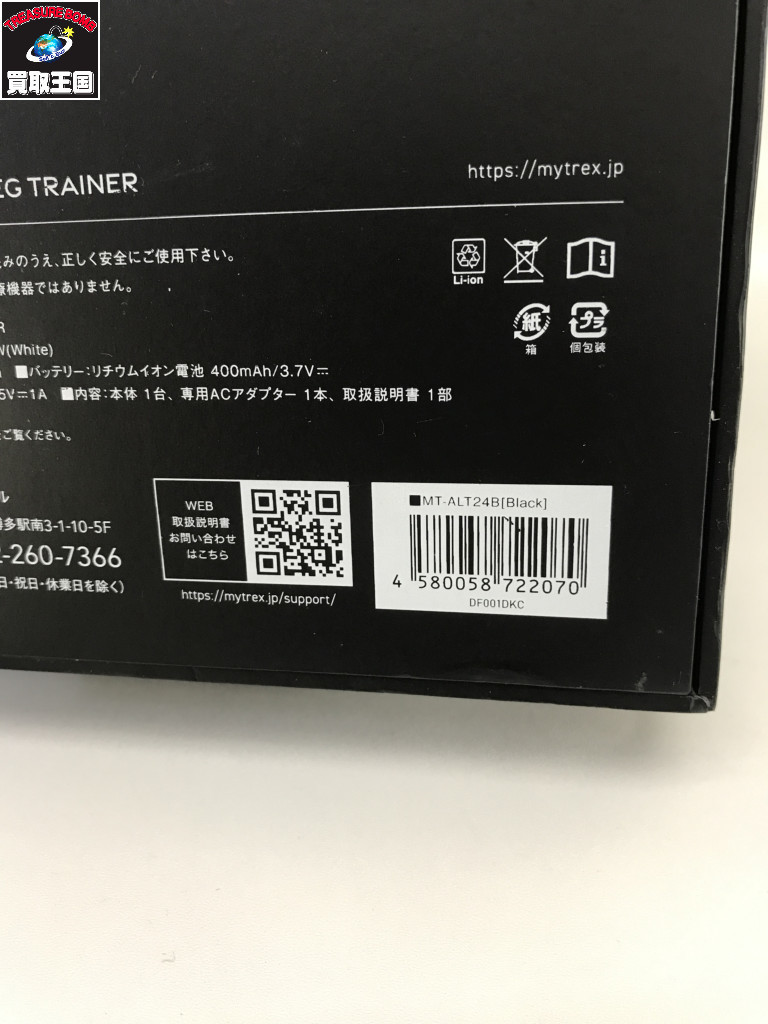 TREASURE BOMB
買取王国
EG TRAINER
https://mytrex.jp
みのうえ、正しく安全にご使用下さい。
療機器ではありません。
Li-ion
紙
箱
プラ
個包装
R
W(White)
■バッテリー:リチウムイオン電池 400mAh/3.7V⎓
5V⎓1A ■内容:本体 1台、専用ACアダプター 1本、取扱説明書 1部
ご覧ください。
ル
多駅南3-1-10-5F
2-260-7366
日・祝日・休業日を除く)
WEB
取扱説明書
お問い合わせ
はこちら
https://mytrex.jp/support/
■MT-ALT24B[Black]
4 580058 722070
DF001DKC